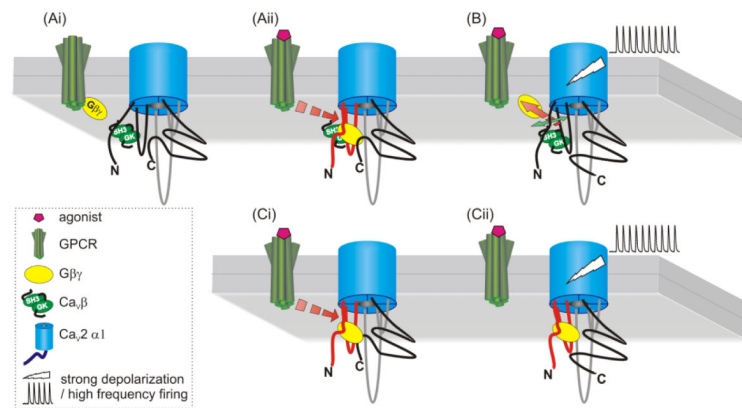 (Ai)
(Aii)
(B)
Gβγ
SH3
GK
N
C
SH3
N
C
SH3
GK
N
C
agonist
GPCR
Gβγ
SH3
GK
Caᵥβ
Caᵥ2 α1
strong depolarization
/ high frequency firing
(Ci)
(Cii)
N
C
N
C